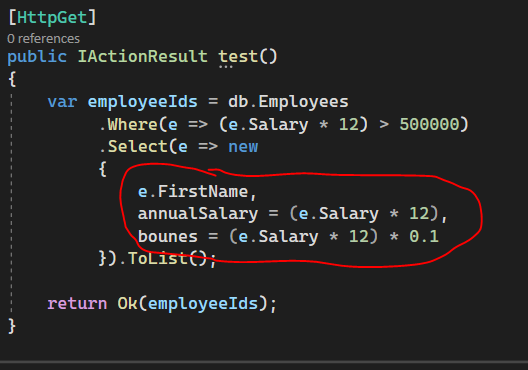 [HttpGet]
0 references
public IActionResult test()
{
var employeeIds = db.Employees
.Where(e => (e.Salary * 12) > 500000)
.Select(e => new
{
e.FirstName,
annualSalary = (e.Salary * 12),
bounes = (e.Salary * 12) * 0.1
}).ToList();
return Ok(employeeIds);
}